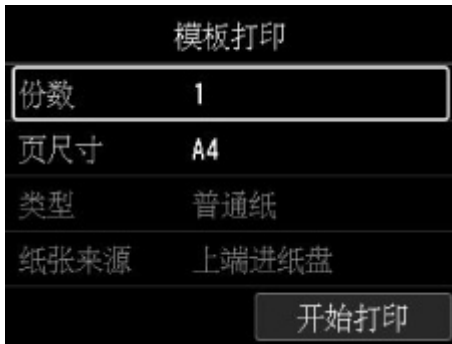 模板打印
份数 1
页尺寸 A4
类型 普通纸
纸张来源 上端进纸盘
开始打印